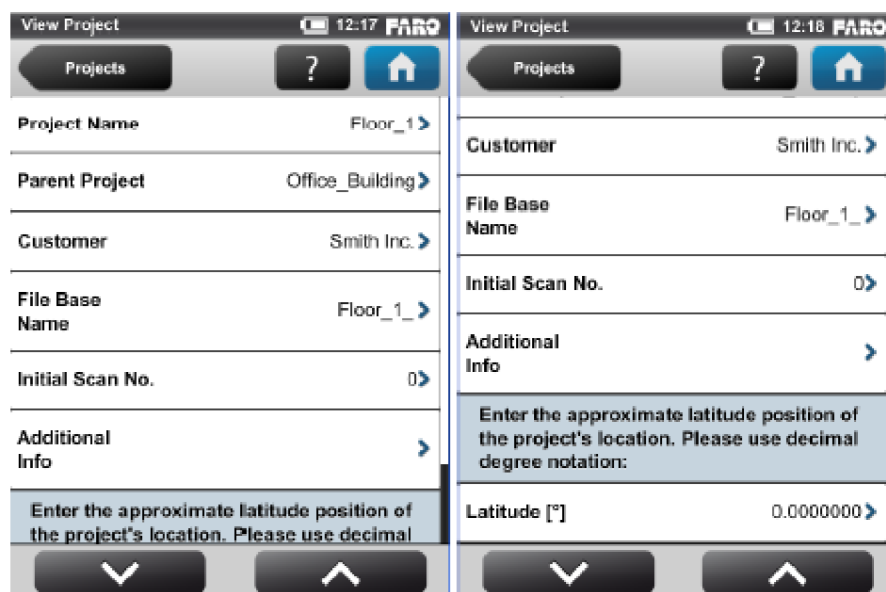 View Project 12:17 FARO
Projects ?
Project Name Floor_1
Parent Project Office_Building
Customer Smith Inc.
File Base
Name Floor_1_
Initial Scan No. 0
Additional
Info
Enter the approximate latitude position of
the project's location. Please use decimal
View Project 12:18 FARO
Projects ?
Customer Smith Inc.
File Base
Name Floor_1_
Initial Scan No. 0
Additional
Info
Enter the approximate latitude position of
the project's location. Please use decimal
degree notation:
Latitude [°] 0.0000000